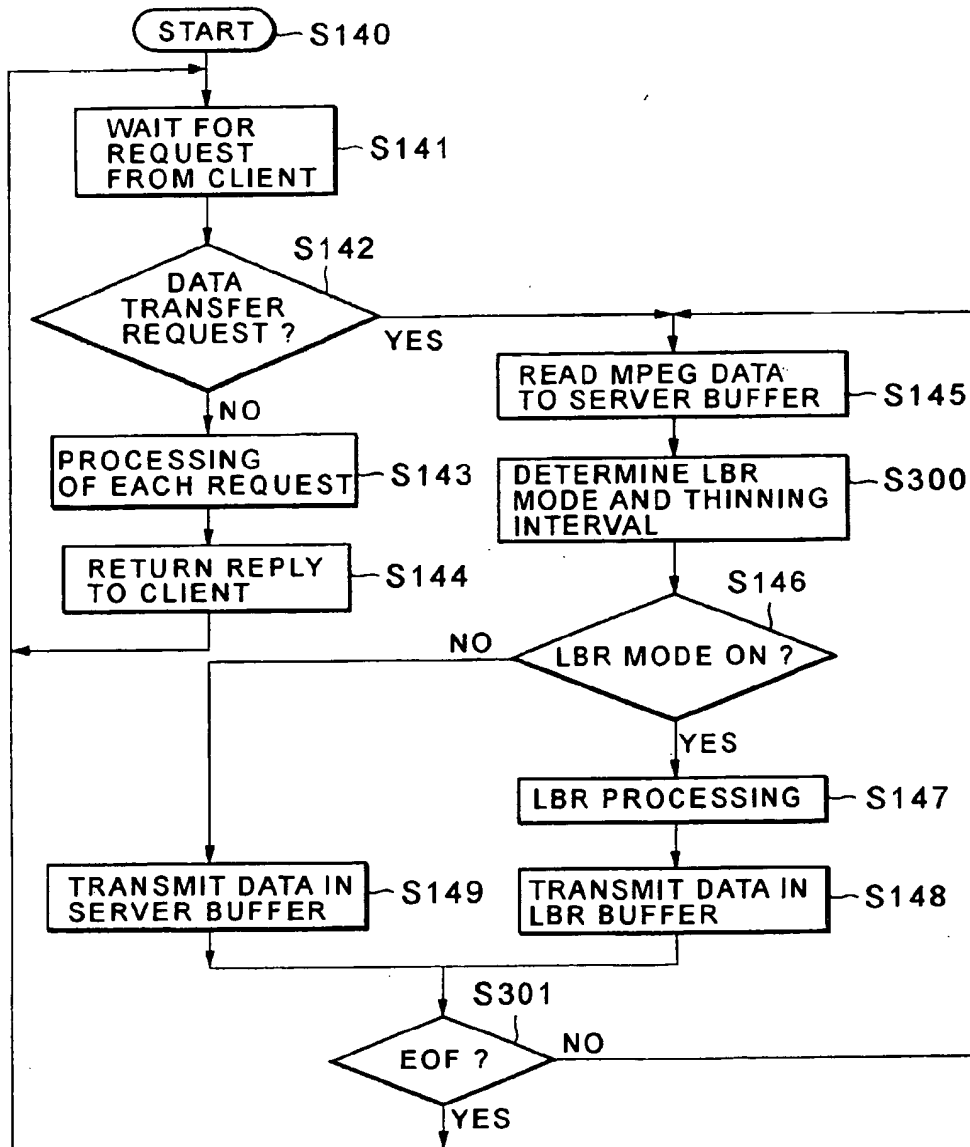 START
S140
WAIT FOR
REQUEST
FROM CLIENT
S141
S142
DATA
TRANSFER
REQUEST ?
YES
NO
READ MPEG DATA
TO SERVER BUFFER
S145
PROCESSING
OF EACH REQUEST
S143
DETERMINE LBR
MODE AND THINNING
INTERVAL
S300
RETURN REPLY
TO CLIENT
S144
S146
NO
LBR MODE ON ?
YES
LBR PROCESSING
S147
TRANSMIT DATA IN
SERVER BUFFER
S149
TRANSMIT DATA IN
LBR BUFFER
S148
S301
EOF ?
NO
YES